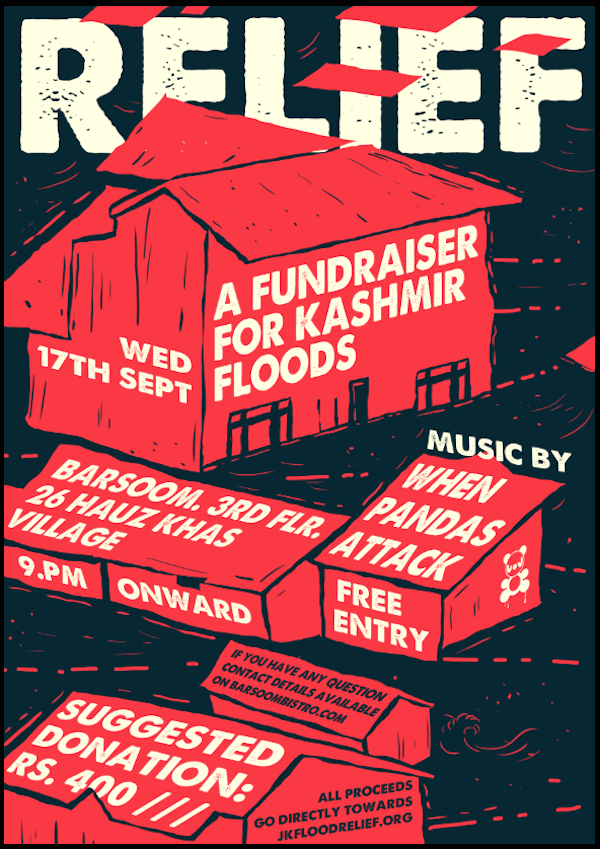 RELIEF
A FUNDRAISER
FOR KASHMIR
FLOODS
WED
17TH SEPT
MUSIC BY
WHEN
PANDAS
ATTACK
BARSOOM, 3RD FLR.
26 HAUZ KHAS
VILLAGE
9.PM ONWARD
FREE
ENTRY
IF YOU HAVE ANY QUESTION
CONTACT DETAILS AVAILABLE
ON BARSOOMBISTRO.COM
SUGGESTED
DONATION:
RS. 400 ///
ALL PROCEEDS
GO DIRECTLY TOWARDS
JKFLOODRELIEF.ORG